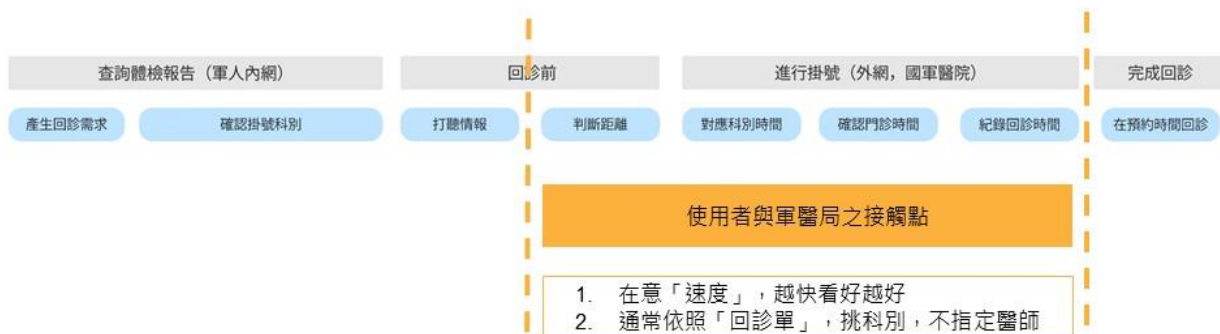 查詢體檢報告（軍人內網）
回診前
進行掛號（外網，國軍醫院）
完成回診
產生回診需求
確認掛號科別
打聽情報
判斷距離
對應科別時間
確認門診時間
紀錄回診時間
在預約時間回診
使用者與軍醫局之接觸點
1. 在意「速度」，越快看好越好
2. 通常依照「回診單」，挑科別，不指定醫師